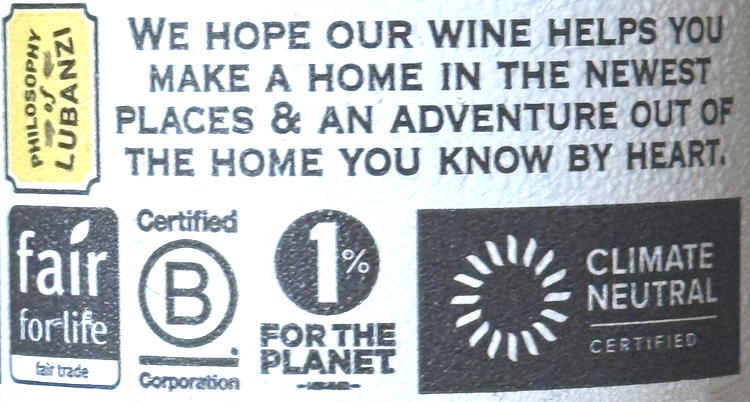 PHILOSOPHY
of
LUBANZI
WE HOPE OUR WINE HELPS YOU
MAKE A HOME IN THE NEWEST
PLACES & AN ADVENTURE OUT OF
THE HOME YOU KNOW BY HEART.
fair
for life
fair trade
Certified
B
Corporation
1%
FOR THE
PLANET
CLIMATE
NEUTRAL
CERTIFIED